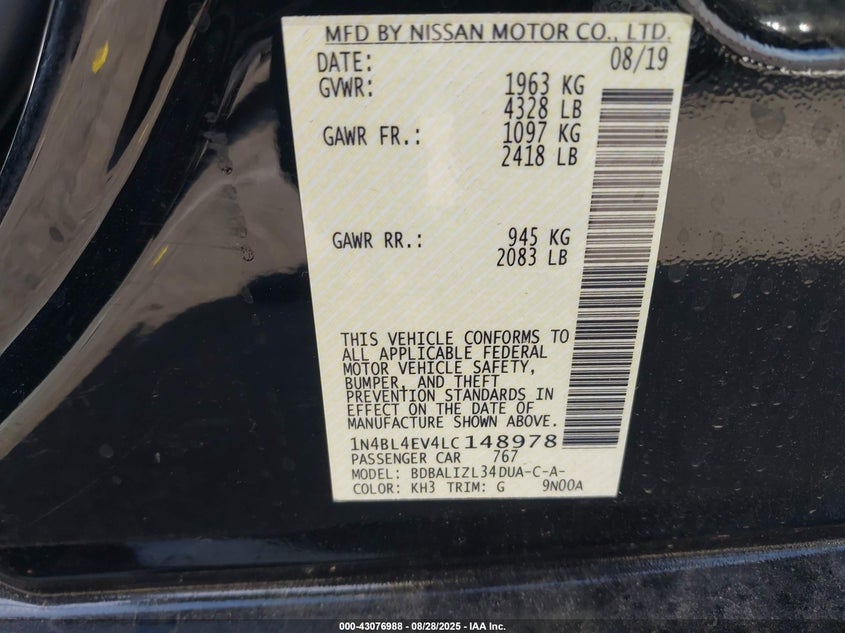 MFD BY NISSAN MOTOR CO., LTD.
DATE: 08/19
GVWR: 1963 KG
4328 LB
GAWR FR.: 1097 KG
2418 LB
GAWR RR.: 945 KG
2083 LB
THIS VEHICLE CONFORMS TO
ALL APPLICABLE FEDERAL
MOTOR VEHICLE SAFETY,
BUMPER, AND THEFT
PREVENTION STANDARDS IN
EFFECT ON THE DATE OF
MANUFACTURE SHOWN ABOVE.
1N4BL4EV4LC148978
PASSENGER CAR 767
MODEL: BDBALIZL34DUA-C-A-
COLOR: KH3 TRIM: G 9N00A
000-43076988 - 08/28/2025 - IAA Inc.